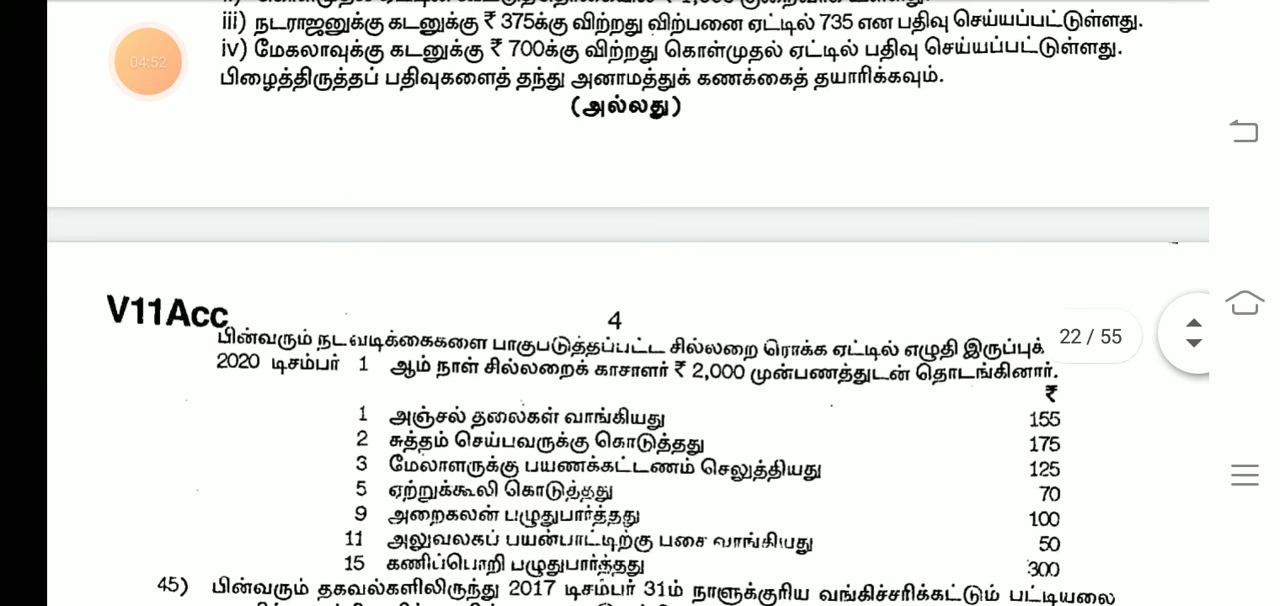 iii) நடராஜனுக்கு கடனுக்கு ₹ 375க்கு விற்றது விற்பனை ஏட்டில் 735 என பதிவு செய்யப்பட்டுள்ளது.
04:52
iv) மேகலாவுக்கு கடனுக்கு ₹ 700க்கு விற்றது கொள்முதல் ஏட்டில் பதிவு செய்யப்பட்டுள்ளது.
பிழைத்திருத்தப் பதிவுகளைத் தந்து அனாமத்துக் கணக்கைத் தயாரிக்கவும்.
(அல்லது)
V11Acc
4
பின்வரும் நடவடிக்கைகளை பாகுபடுத்தப்பட்ட சில்லறை ரொக்க ஏட்டில் எழுதி இருப்புக்
22 / 55
2020 டிசம்பர் 1 ஆம் நாள் சில்லறைக் காசாளர் ₹ 2,000 முன்பணத்துடன் தொடங்கினார்.
₹
1 அஞ்சல் தலைகள் வாங்கியது 155
2 சுத்தம் செய்பவருக்கு கொடுத்தது 175
3 மேலாளருக்கு பயணக்கட்டணம் செலுத்தியது 125
5 ஏற்றுக்கூலி கொடுத்தது 70
9 அறைகலன் பழுதுபார்த்தது 100
11 அலுவலகப் பயன்பாட்டிற்கு பசை வாங்கியது 50
15 கணிப்பொறி பழுதுபார்த்தது 300
45) பின்வரும் தகவல்களிலிருந்து 2017 டிசம்பர் 31ம் நாளுக்குரிய வங்கிச்சரிக்கட்டும் பட்டியலை